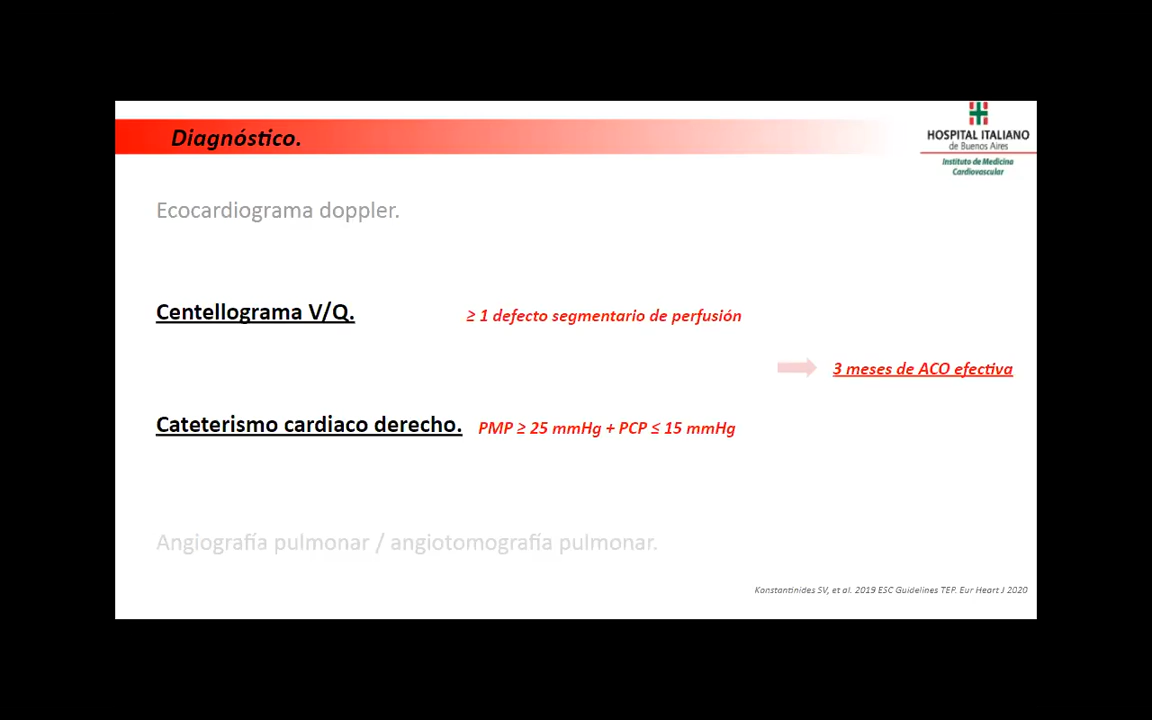 Diagnóstico.
HOSPITAL ITALIANO
de Buenos Aires
Instituto de Medicina
Cardiovascular
Ecocardiograma doppler.
Centellograma V/Q.
≥ 1 defecto segmentario de perfusión
3 meses de ACO efectiva
Cateterismo cardiaco derecho.
PMP ≥ 25 mmHg + PCP ≤ 15 mmHg
Angiografía pulmonar / angiotomografía pulmonar.
Konstantinides SV, et al. 2019 ESC Guidelines TEP. Eur Heart J 2020